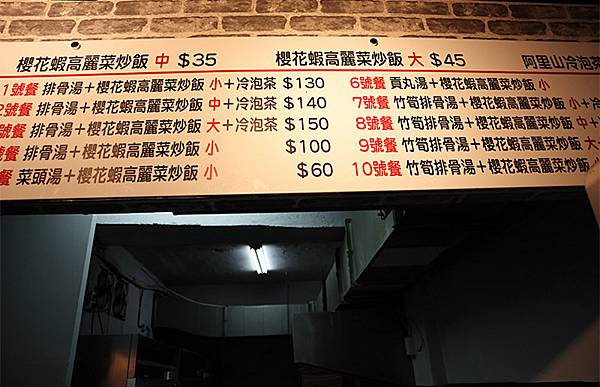 櫻花蝦高麗菜炒飯 中 $35 櫻花蝦高麗菜炒飯 大 $45 阿里山冷泡茶
1號餐 排骨湯+櫻花蝦高麗菜炒飯 小+冷泡茶 $130 6號餐 貢丸湯+櫻花蝦高麗菜炒飯 小
2號餐 排骨湯+櫻花蝦高麗菜炒飯 中+冷泡茶 $140 7號餐 竹筍排骨湯+櫻花蝦高麗菜炒飯 小+冷
號餐 排骨湯+櫻花蝦高麗菜炒飯 大+冷泡茶 $150 8號餐 竹筍排骨湯+櫻花蝦高麗菜炒飯 中+
號餐 排骨湯+櫻花蝦高麗菜炒飯 小 $100 9號餐 竹筍排骨湯+櫻花蝦高麗菜炒飯 大+
餐 菜頭湯+櫻花蝦高麗菜炒飯 小 $60 10號餐 竹筍排骨湯+櫻花蝦高麗菜炒飯